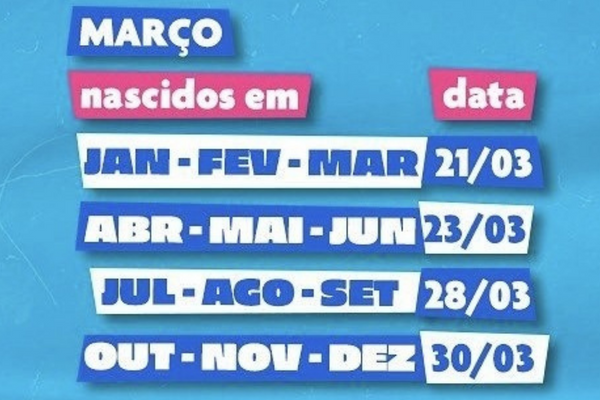 MARÇO
nascidos em data
JAN - FEV - MAR 21/03
ABR - MAI - JUN 23/03
JUL - AGO - SET 28/03
OUT - NOV - DEZ 30/03